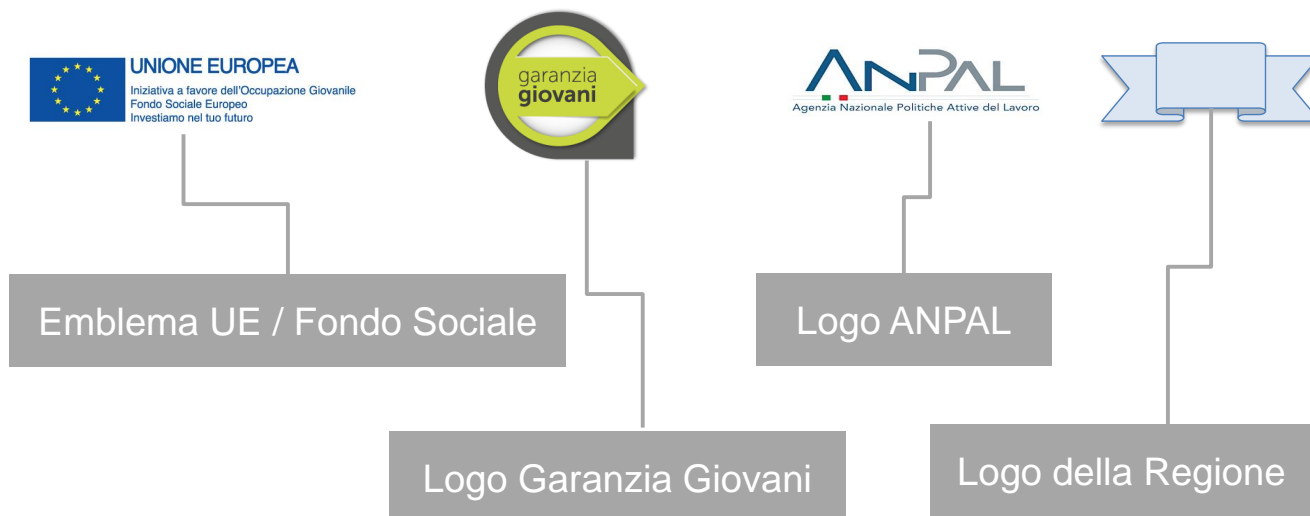 UNIONE EUROPEA
Iniziativa a favore dell'Occupazione Giovanile
Fondo Sociale Europeo
Investiamo nel tuo futuro
garanzia
giovani
ANPAL
Agenzia Nazionale Politiche Attive del Lavoro
Emblema UE / Fondo Sociale
Logo ANPAL
Logo Garanzia Giovani
Logo della Regione